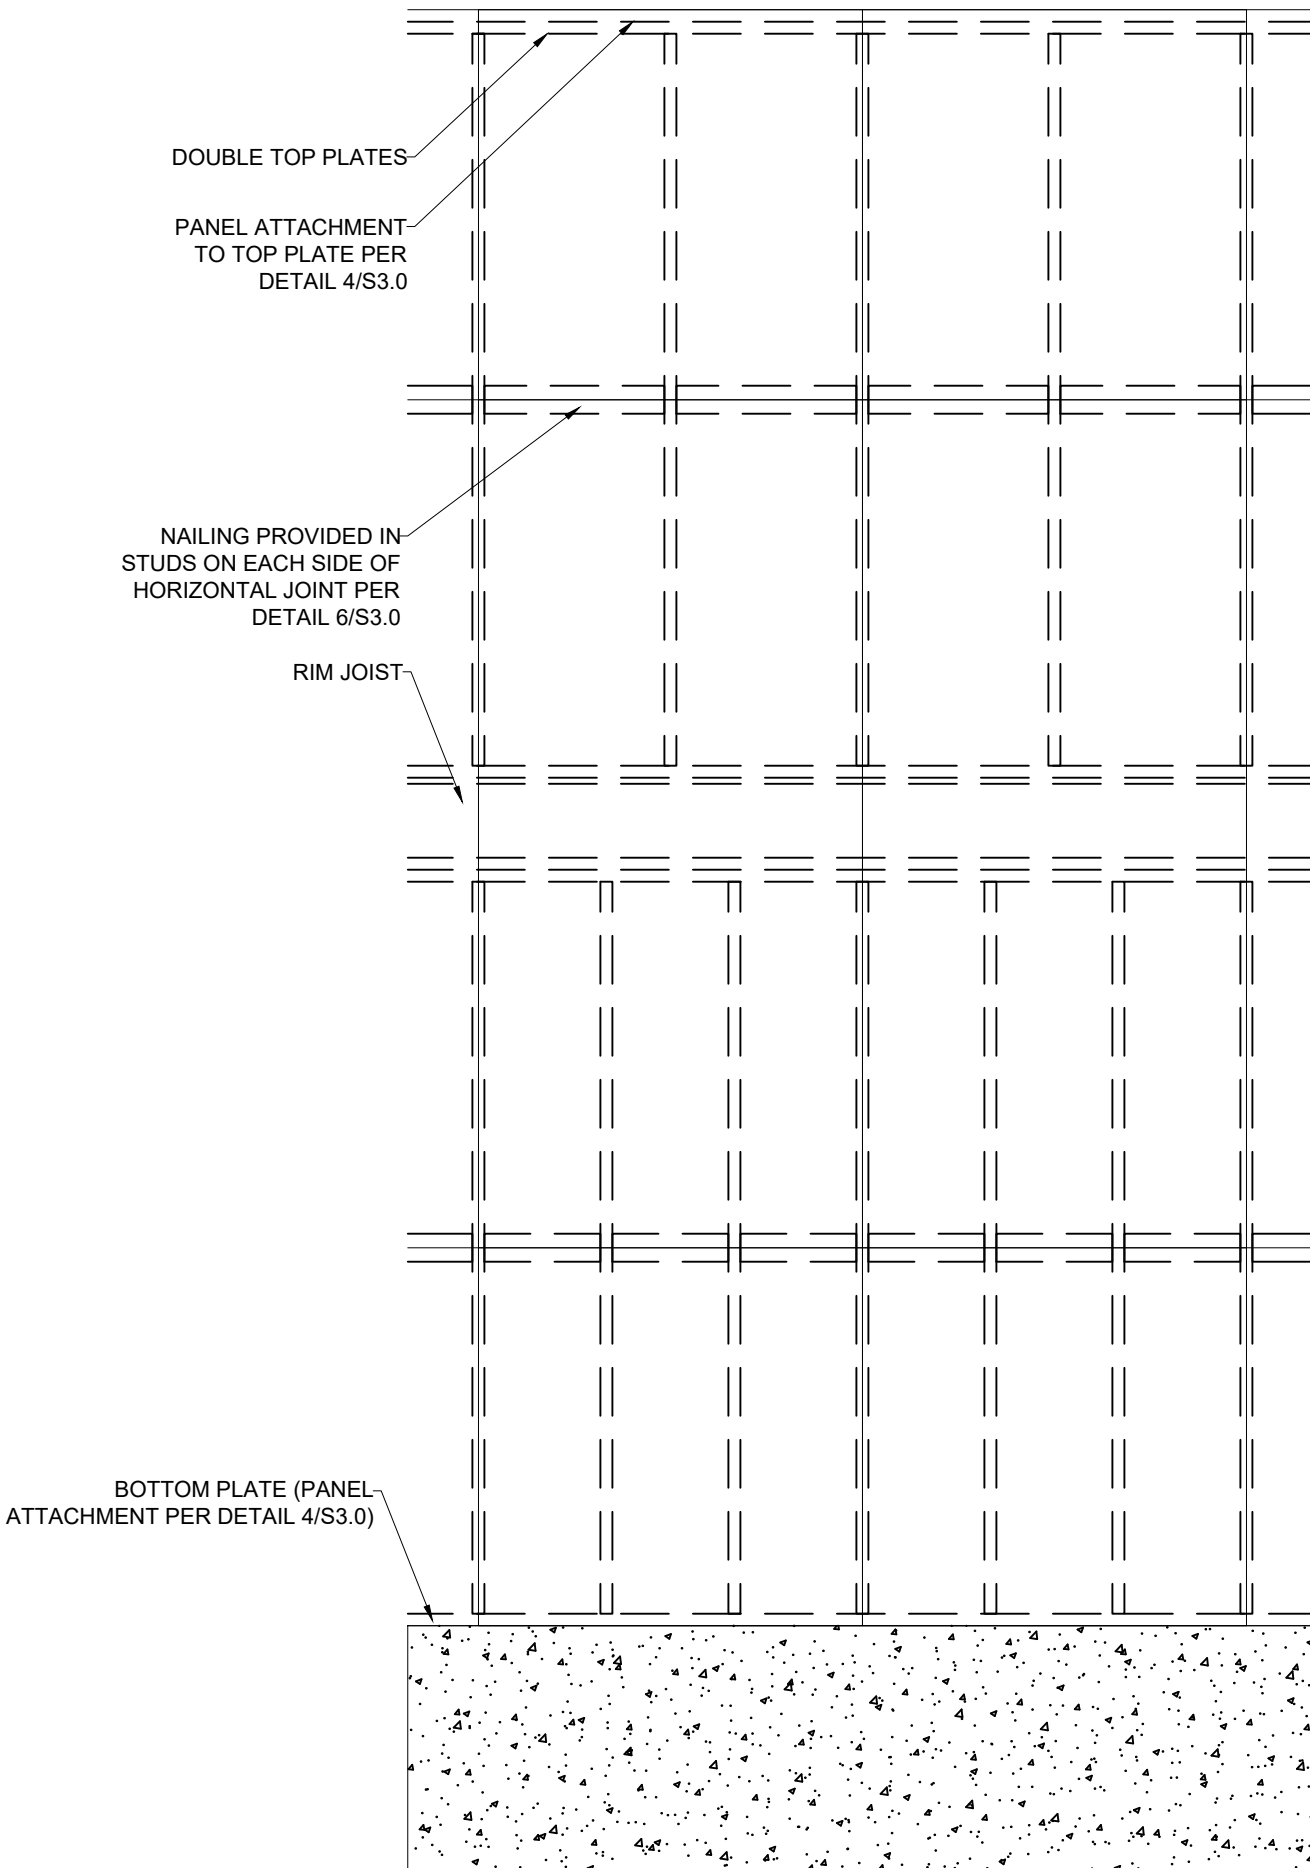 DOUBLE TOP PLATES
PANEL ATTACHMENT
TO TOP PLATE PER
DETAIL 4/S3.0
NAILING PROVIDED IN
STUDS ON EACH SIDE OF
HORIZONTAL JOINT PER
DETAIL 6/S3.0
RIM JOIST
BOTTOM PLATE (PANEL
ATTACHMENT PER DETAIL 4/S3.0)